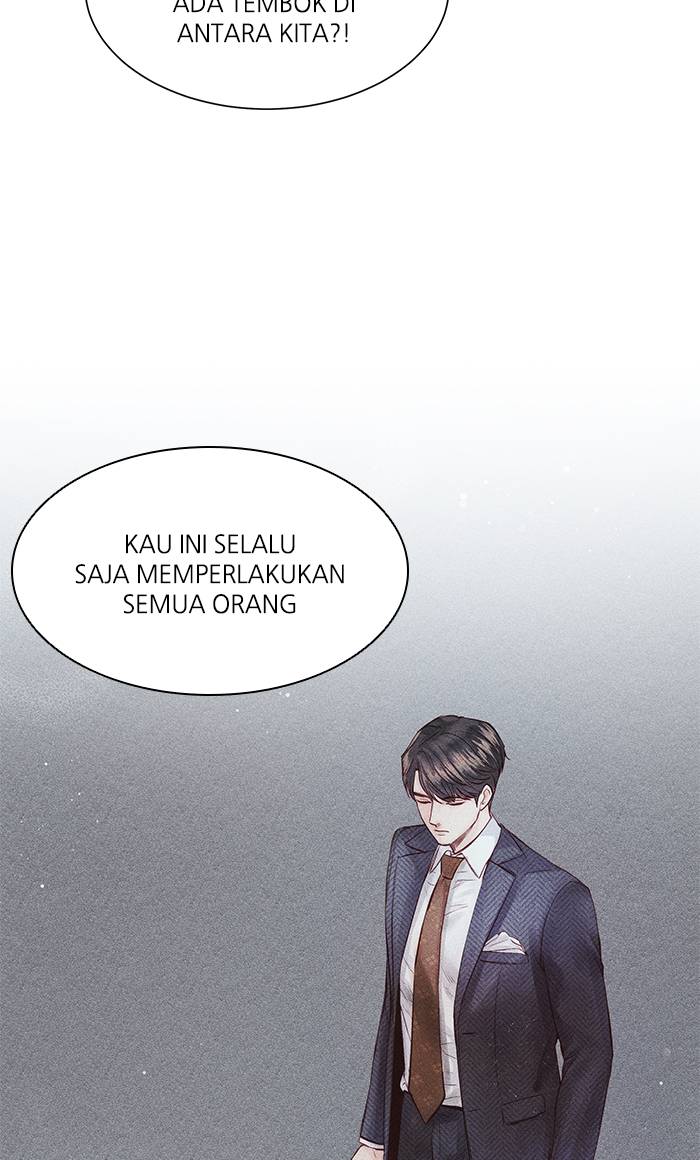 ADA TEMBOK DI
ANTARA KITA?!
KAU INI SELALU
SAJA MEMPERLAKUKAN
SEMUA ORANG